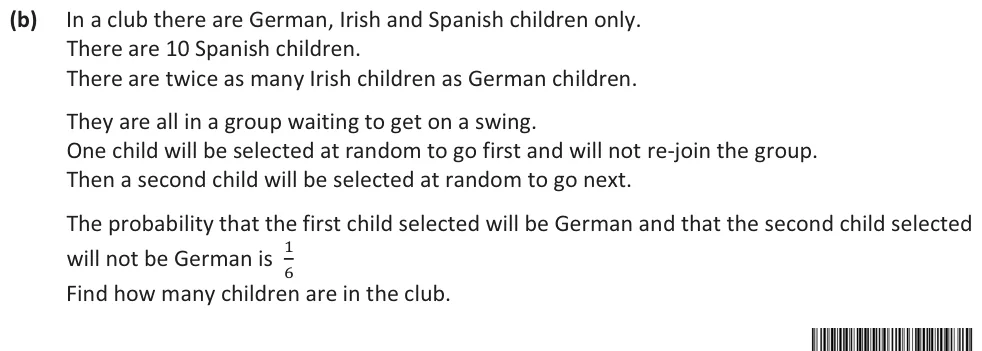 (b) In a club there are German, Irish and Spanish children only.
There are 10 Spanish children.
There are twice as many Irish children as German children.
They are all in a group waiting to get on a swing.
One child will be selected at random to go first and will not re-join the group.
Then a second child will be selected at random to go next.
The probability that the first child selected will be German and that the second child selected
will not be German is 1/6
Find how many children are in the club.